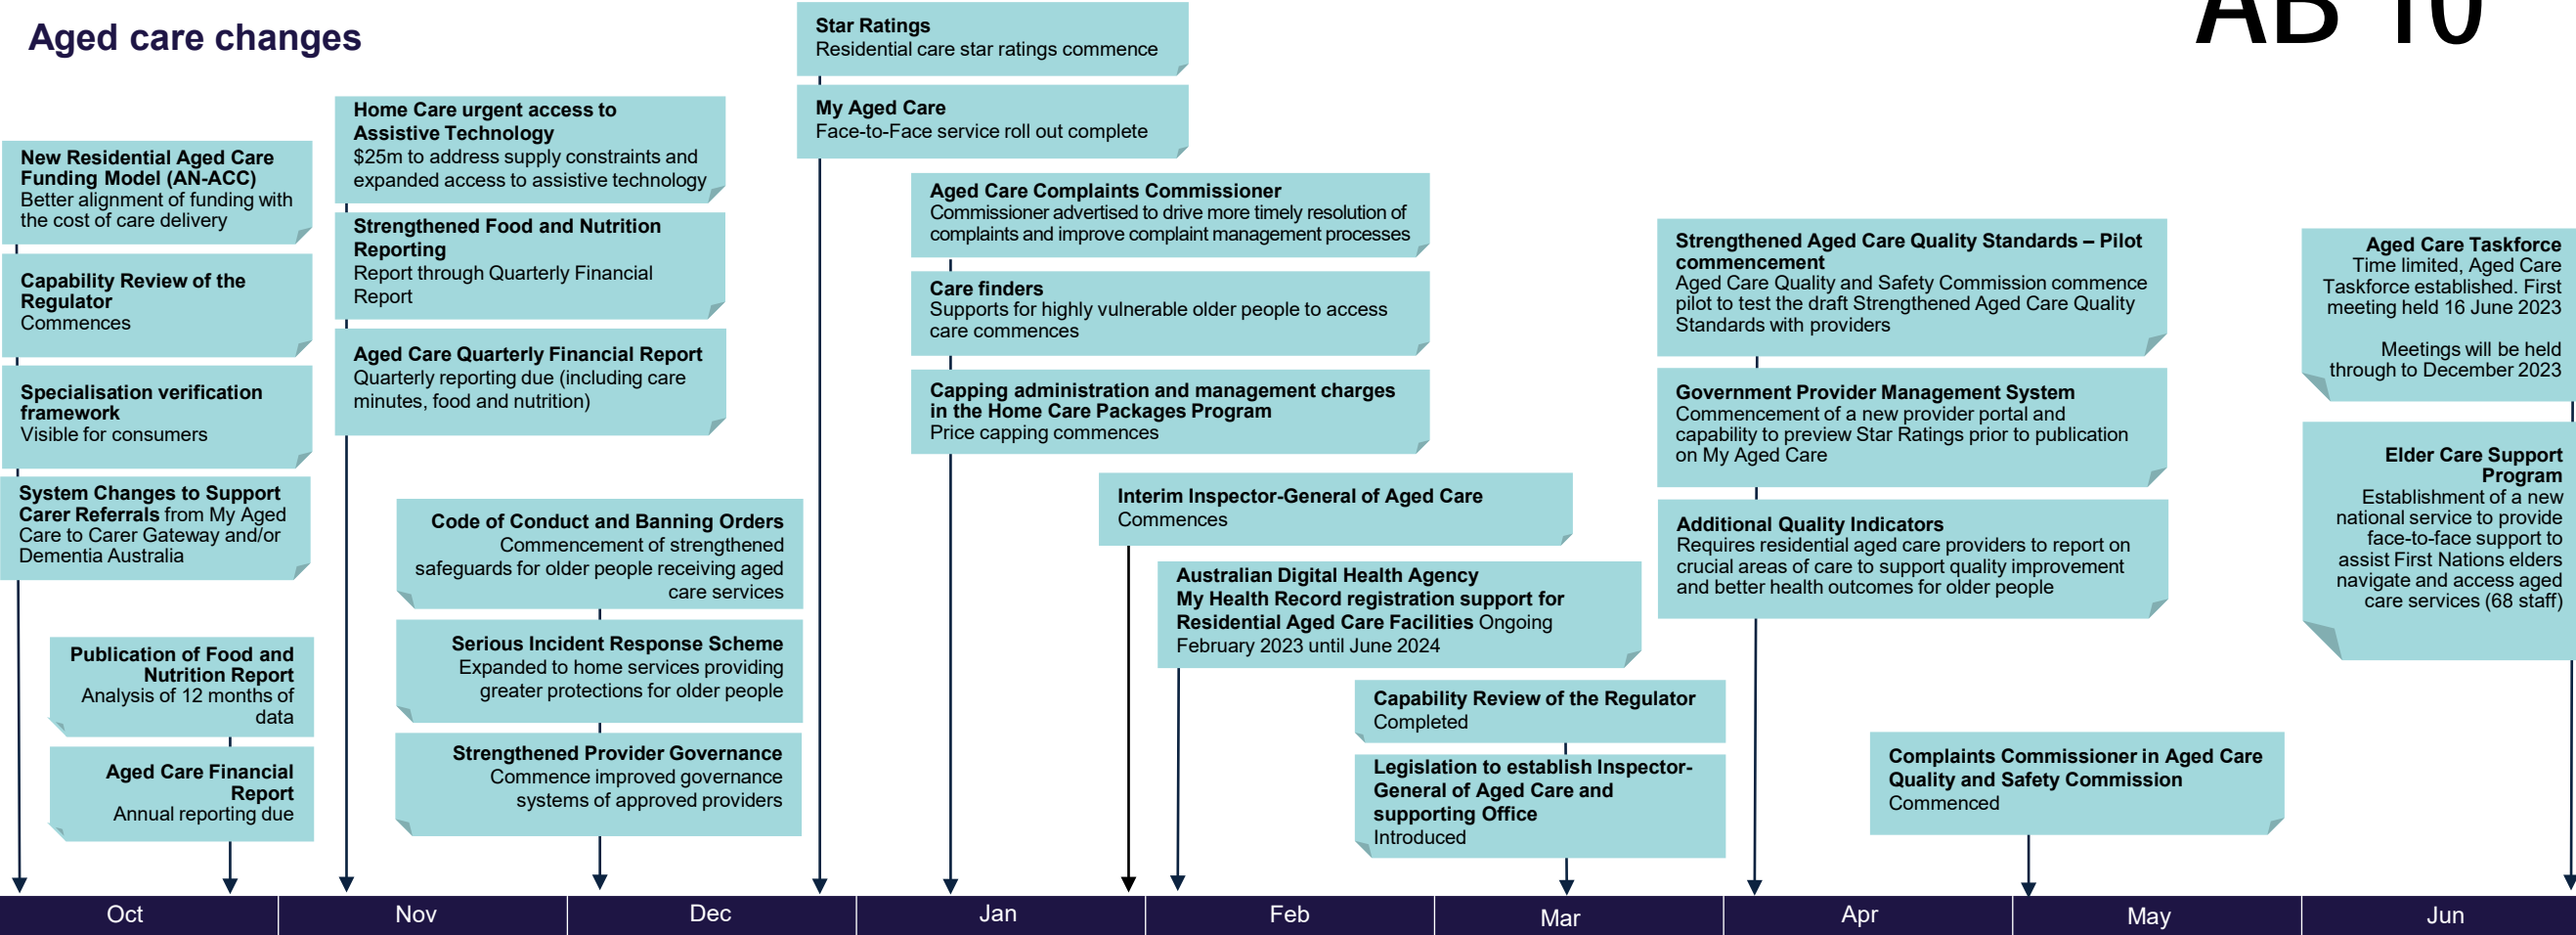 Aged care changes
AB 10
New Residential Aged Care
Funding Model (AN-ACC)
Better alignment of funding with
the cost of care delivery
Capability Review of the
Regulator
Commences
Specialisation verification
framework
Visible for consumers
System Changes to Support
Carer Referrals from My Aged
Care to Carer Gateway and/or
Dementia Australia
Publication of Food and
Nutrition Report
Analysis of 12 months of
data
Aged Care Financial
Report
Annual reporting due
Home Care urgent access to
Assistive Technology
$25m to address supply constraints and
expanded access to assistive technology
Strengthened Food and Nutrition
Reporting
Report through Quarterly Financial
Report
Aged Care Quarterly Financial Report
Quarterly reporting due (including care
minutes, food and nutrition)
Code of Conduct and Banning Orders
Commencement of strengthened
safeguards for older people receiving aged
care services
Serious Incident Response Scheme
Expanded to home services providing
greater protections for older people
Strengthened Provider Governance
Commence improved governance
systems of approved providers
Star Ratings
Residential care star ratings commence
My Aged Care
Face-to-Face service roll out complete
Aged Care Complaints Commissioner
Commissioner advertised to drive more timely resolution of
complaints and improve complaint management processes
Care finders
Supports for highly vulnerable older people to access
care commences
Capping administration and management charges
in the Home Care Packages Program
Price capping commences
Interim Inspector-General of Aged Care
Commences
Australian Digital Health Agency
My Health Record registration support for
Residential Aged Care Facilities Ongoing
February 2023 until June 2024
Capability Review of the Regulator
Completed
Legislation to establish Inspector-
General of Aged Care and
supporting Office
Introduced
Strengthened Aged Care Quality Standards – Pilot
commencement
Aged Care Quality and Safety Commission commence
pilot to test the draft Strengthened Aged Care Quality
Standards with providers
Government Provider Management System
Commencement of a new provider portal and
capability to preview Star Ratings prior to publication
on My Aged Care
Additional Quality Indicators
Requires residential aged care providers to report on
crucial areas of care to support quality improvement
and better health outcomes for older people
Complaints Commissioner in Aged Care
Quality and Safety Commission
Commenced
Aged Care Taskforce
Time limited, Aged Care
Taskforce established. First
meeting held 16 June 2023
Meetings will be held
through to December 2023
Elder Care Support
Program
Establishment of a new
national service to provide
face-to-face support to
assist First Nations elders
navigate and access aged
care services (68 staff)
Oct
Nov
Dec
Jan
Feb
Mar
Apr
May
Jun